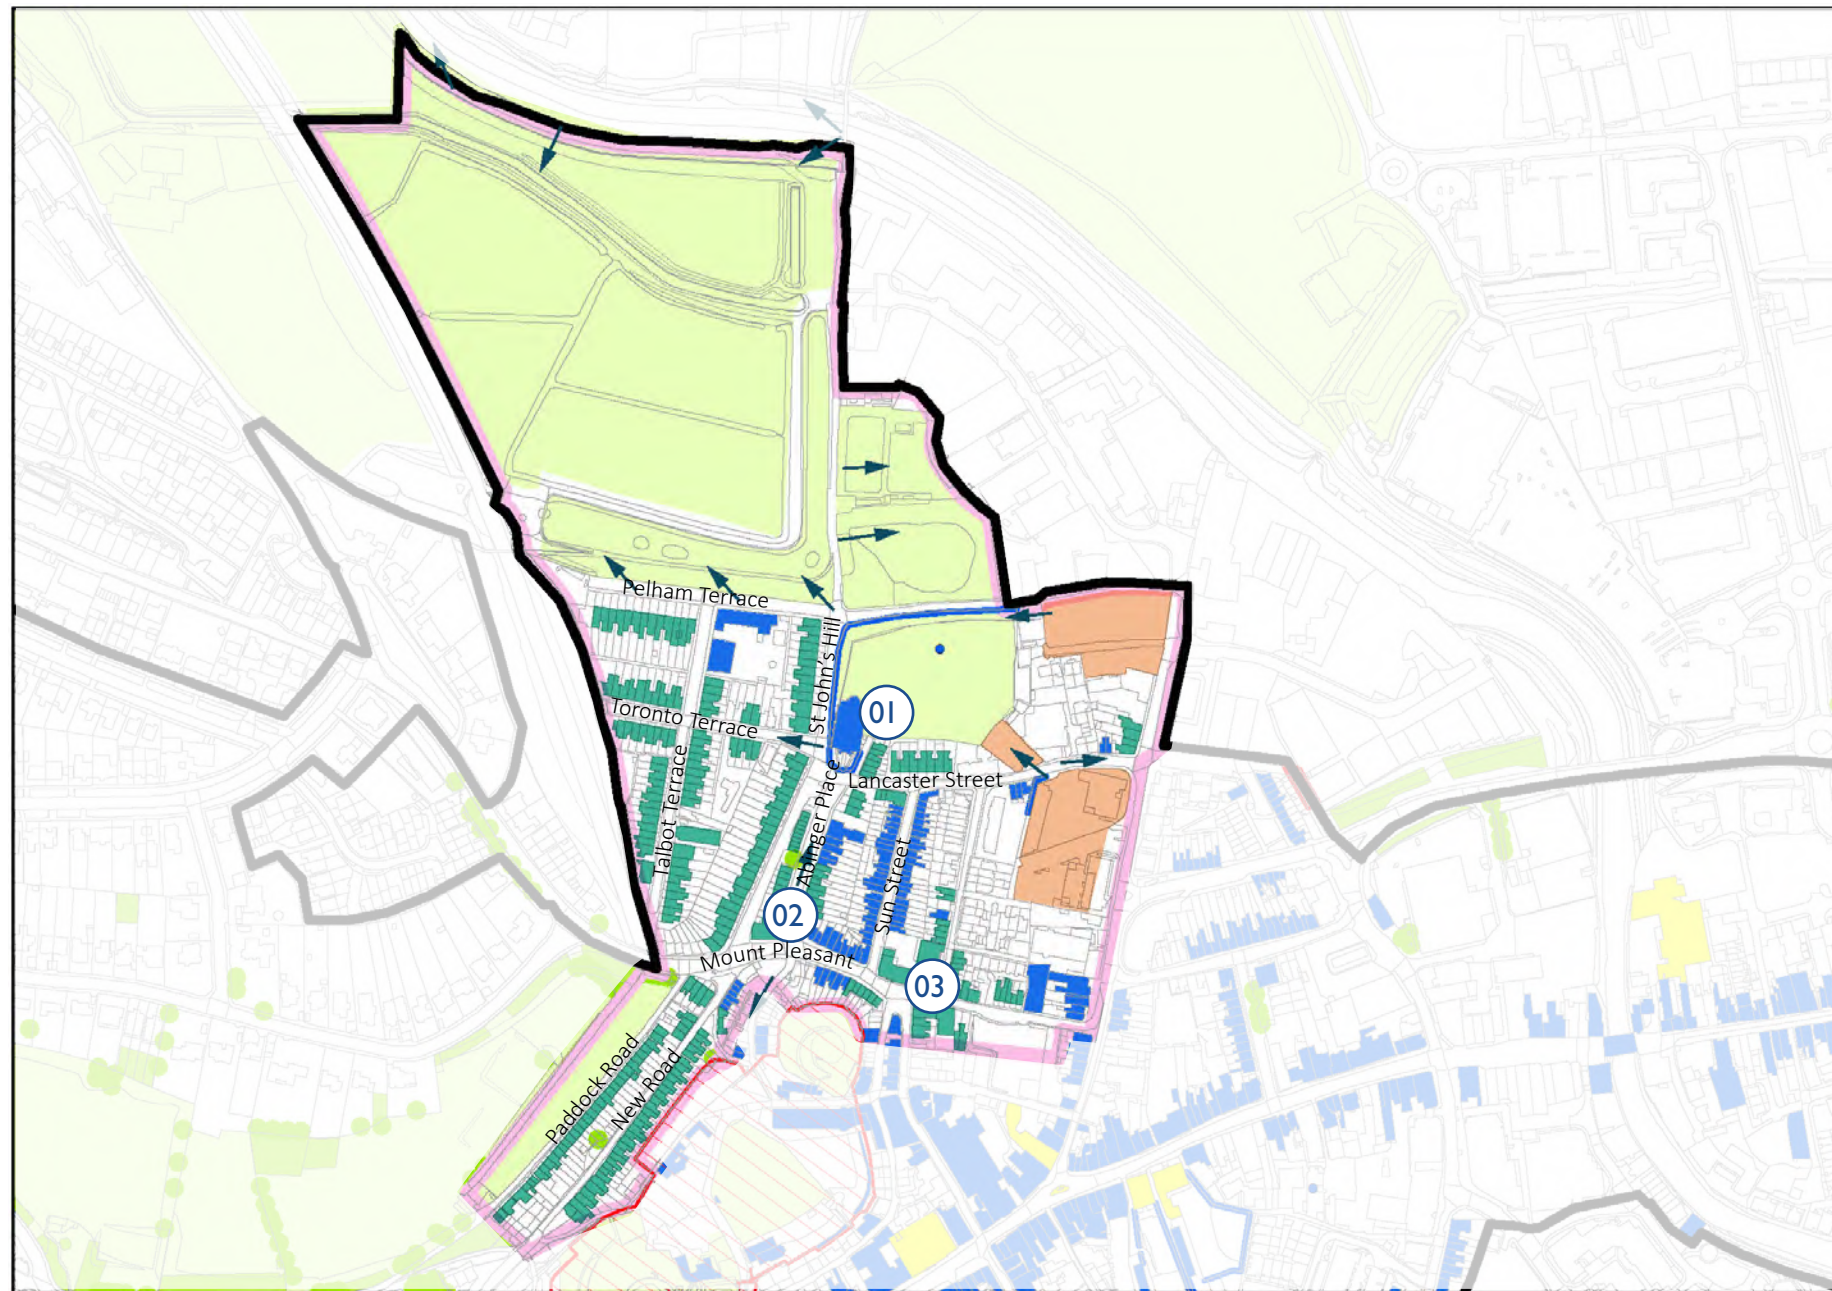 Pelham Terrace
St John's Hill
01
Toronto Terrace
Talbot Terrace
Abinger Place
Lancaster Street
Sun Street
02
Mount Pleasant
03
Paddock Road
New Road